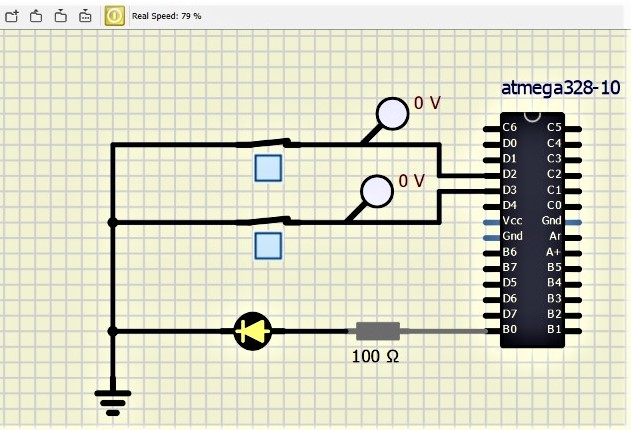 Real Speed: 79 %
atmega328-10
0 V
0 V
C6 C5
D0 C4
D1 C3
D2 C2
D3 C1
D4 C0
Vcc Gnd
Gnd Ar
B6 A+
B7 B5
D5 B4
D6 B3
D7 B2
B0 B1
100 Ω